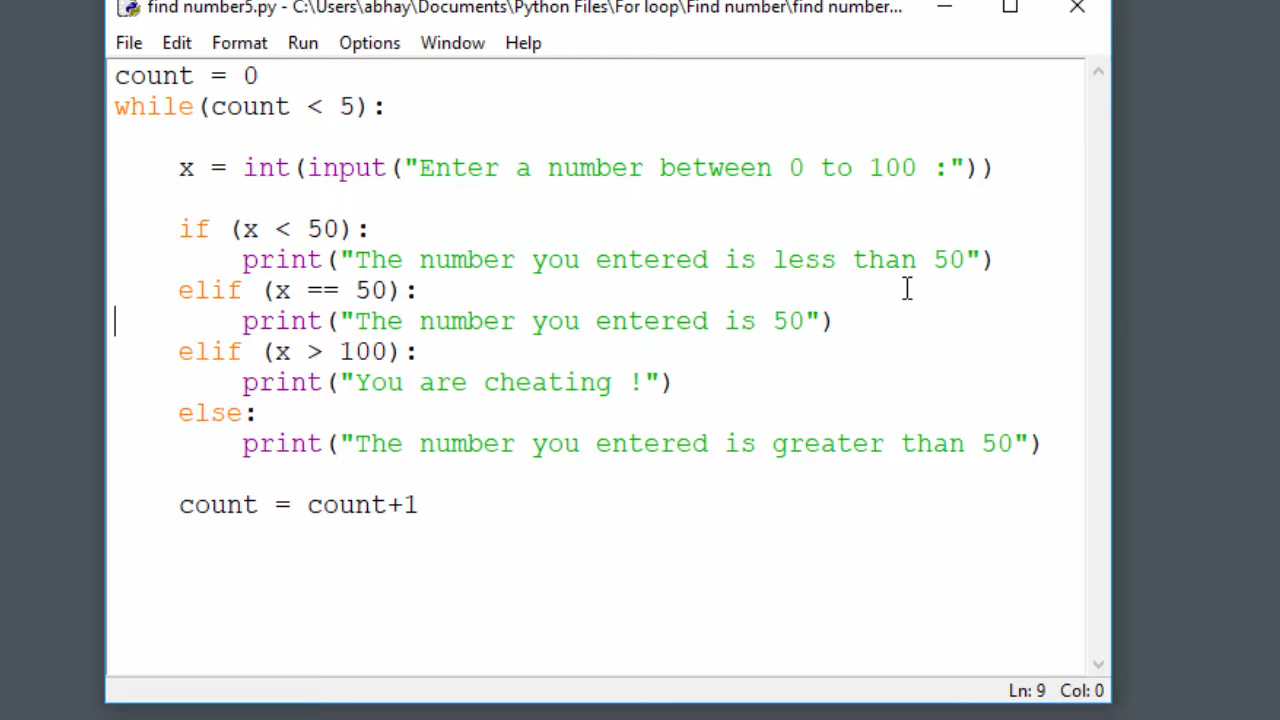 find number5.py - C:\Users\abhay\Documents\Python Files\For loop\Find number\find number...
File Edit Format Run Options Window Help
count = 0
while(count < 5):
x = int(input("Enter a number between 0 to 100 :"))
if (x < 50):
print("The number you entered is less than 50")
elif (x == 50):
print("The number you entered is 50")
elif (x > 100):
print("You are cheating !")
else:
print("The number you entered is greater than 50")
count = count+1
Ln: 9 Col: 0